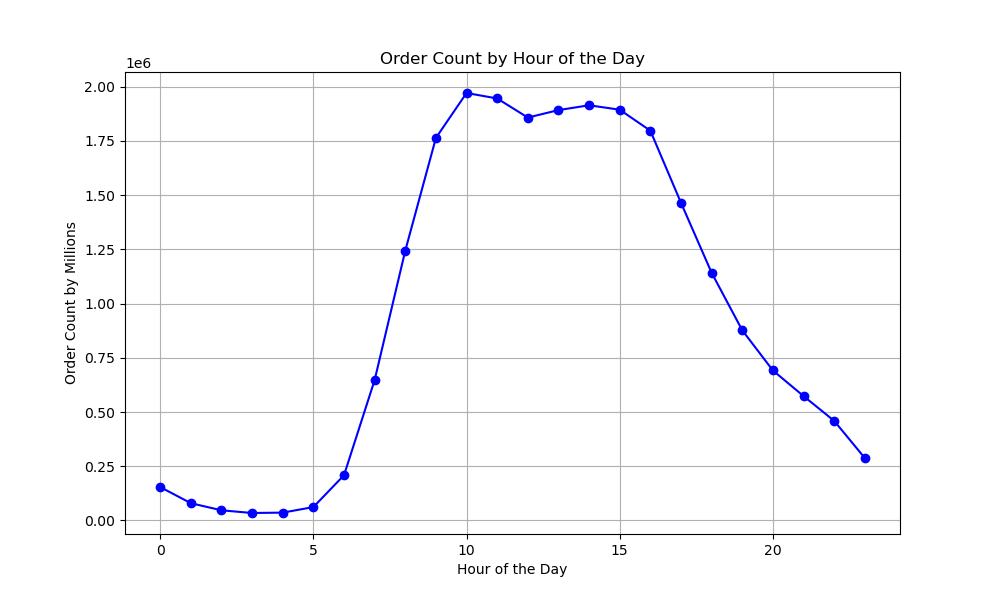 Order Count by Hour of the Day
1e6
2.00
1.75
1.50
1.25
1.00
0.75
0.50
0.25
0.00
Order Count by Millions
0 5 10 15 20
Hour of the Day